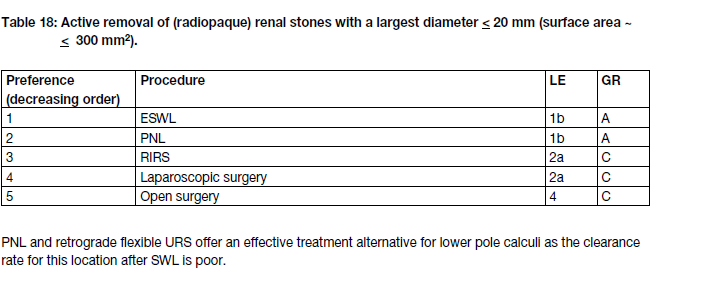 Table 18: Active removal of (radiopaque) renal stones with a largest diameter ≤ 20 mm (surface area ~
≤ 300 mm²).
Preference Procedure LE GR
(decreasing order)
1 ESWL 1b A
2 PNL 1b A
3 RIRS 2a C
4 Laparoscopic surgery 2a C
5 Open surgery 4 C
PNL and retrograde flexible URS offer an effective treatment alternative for lower pole calculi as the clearance
rate for this location after SWL is poor.